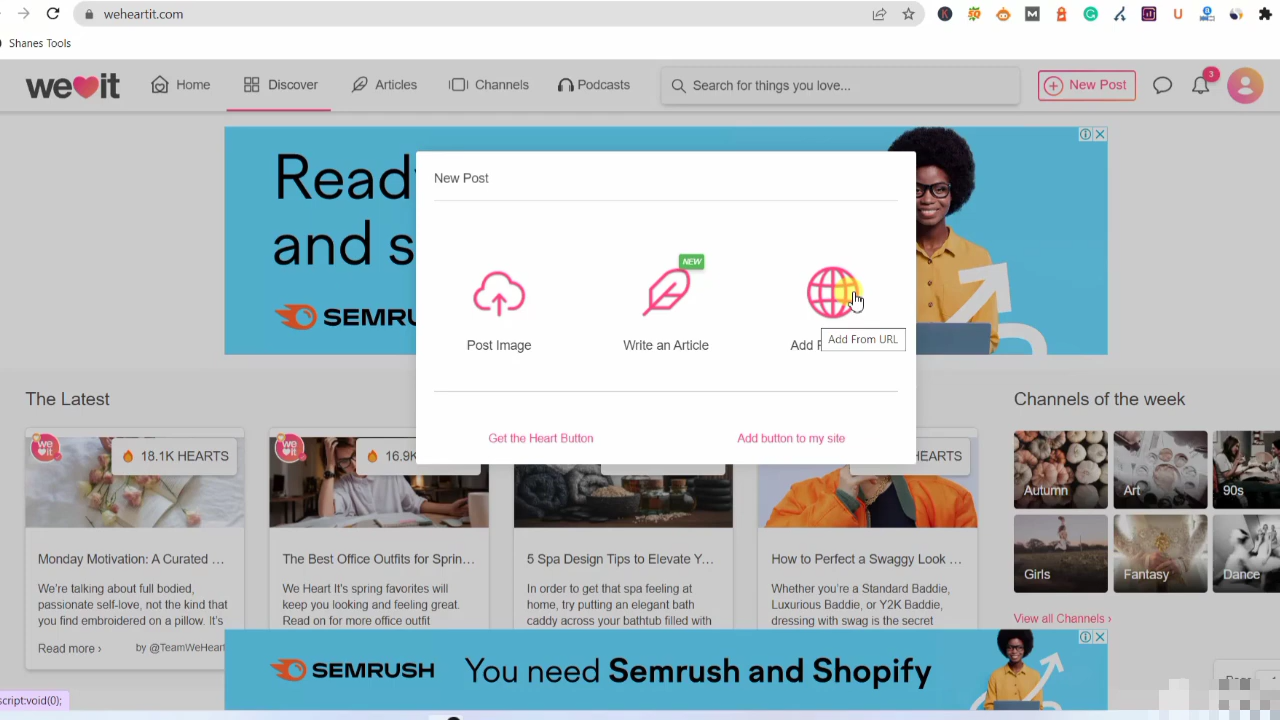 weheartit.com
Shanes Tools
we it
Home
Discover
Articles
Channels
Podcasts
Search for things you love...
New Post
3
Ready
and s
SEMRU
New Post
NEW
Post Image
Write an Article
Add F
Add From URL
Get the Heart Button
Add button to my site
The Latest
Channels of the week
we it
18.1K HEARTS
we it
16.9K
HEARTS
Autumn
Art
90s
Girls
Fantasy
Dance
View all Channels ›
Monday Motivation: A Curated ...
We're talking about full bodied,
passionate self-love, not the kind that
you find embroidered on a pillow. It's
Read more ›
by @TeamWeHeart
The Best Office Outfits for Sprin...
We Heart It's spring favorites will
keep you looking and feeling great.
Read on for more office outfit
5 Spa Design Tips to Elevate Y...
In order to get that spa feeling at
home, try putting an elegant bath
caddy across your bathtub filled with
How to Perfect a Swaggy Look ...
Whether you're a Standard Baddie,
Luxurious Baddie, or Y2K Baddie,
dressing with swag is the secret
SEMRUSH
You need Semrush and Shopify
script:void(0);